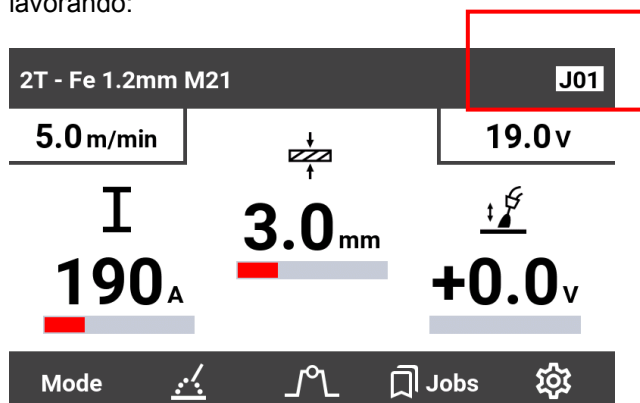 lavorando:
2T - Fe 1.2mm M21 J01
5.0 m/min 19.0 V
3.0 mm
190 A +0.0 V
Mode Jobs